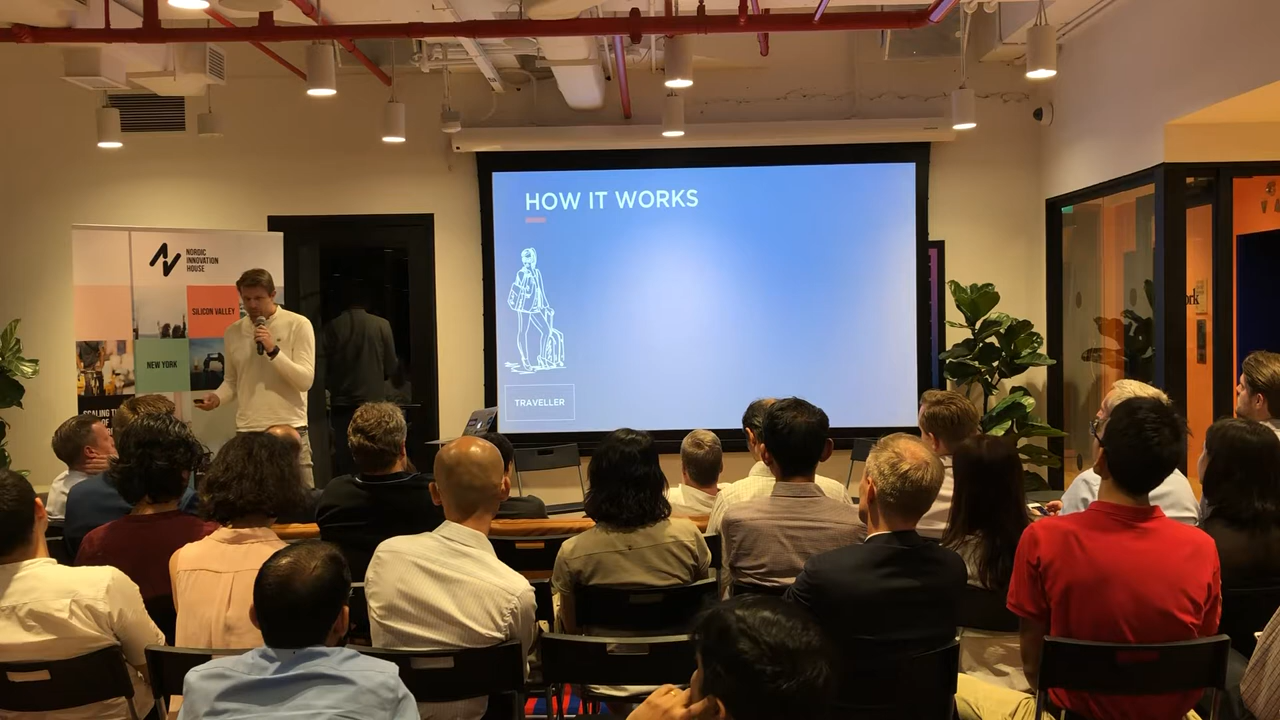 HOW IT WORKS
TRAVELLER
NORDIC
INNOVATION
HOUSE
SILICON VALLEY
NEW YORK